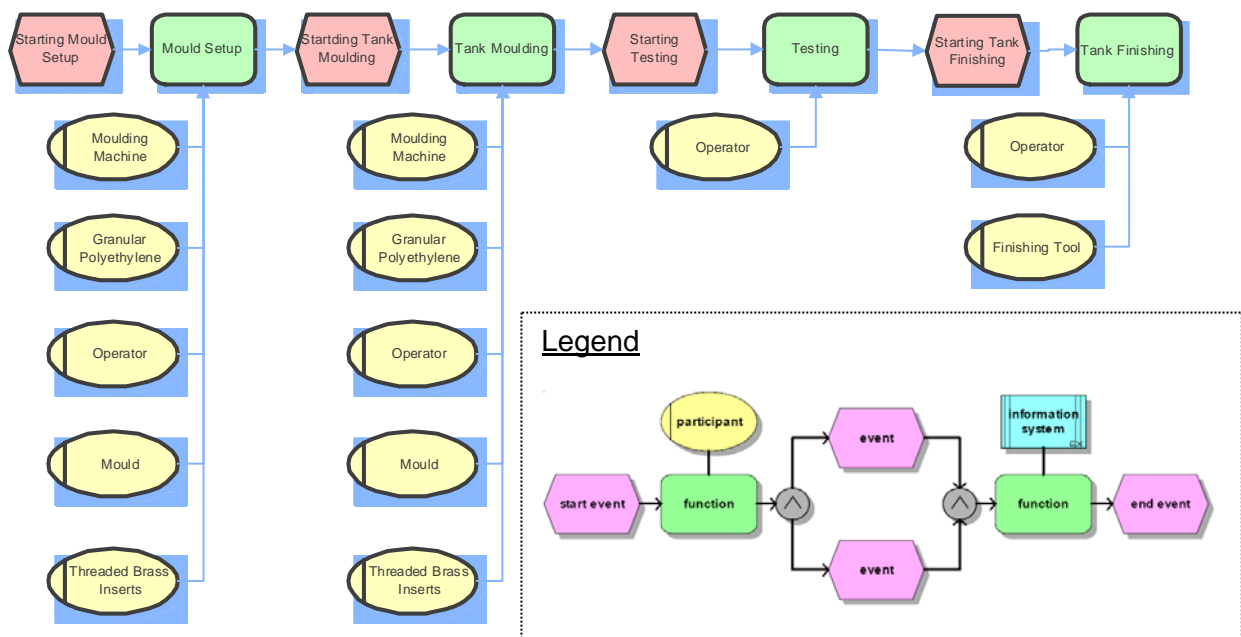 Starting Mould
Setup
Mould Setup
Startding Tank
Moulding
Tank Moulding
Starting
Testing
Testing
Starting Tank
Finishing
Tank Finishing
Moulding
Machine
Moulding
Machine
Operator
Operator
Granular
Polyethylene
Granular
Polyethylene
Finishing Tool
Operator
Operator
Mould
Mould
Threaded Brass
Inserts
Threaded Brass
Inserts
Legend
participant
event
information
system
start event
function
function
end event
event